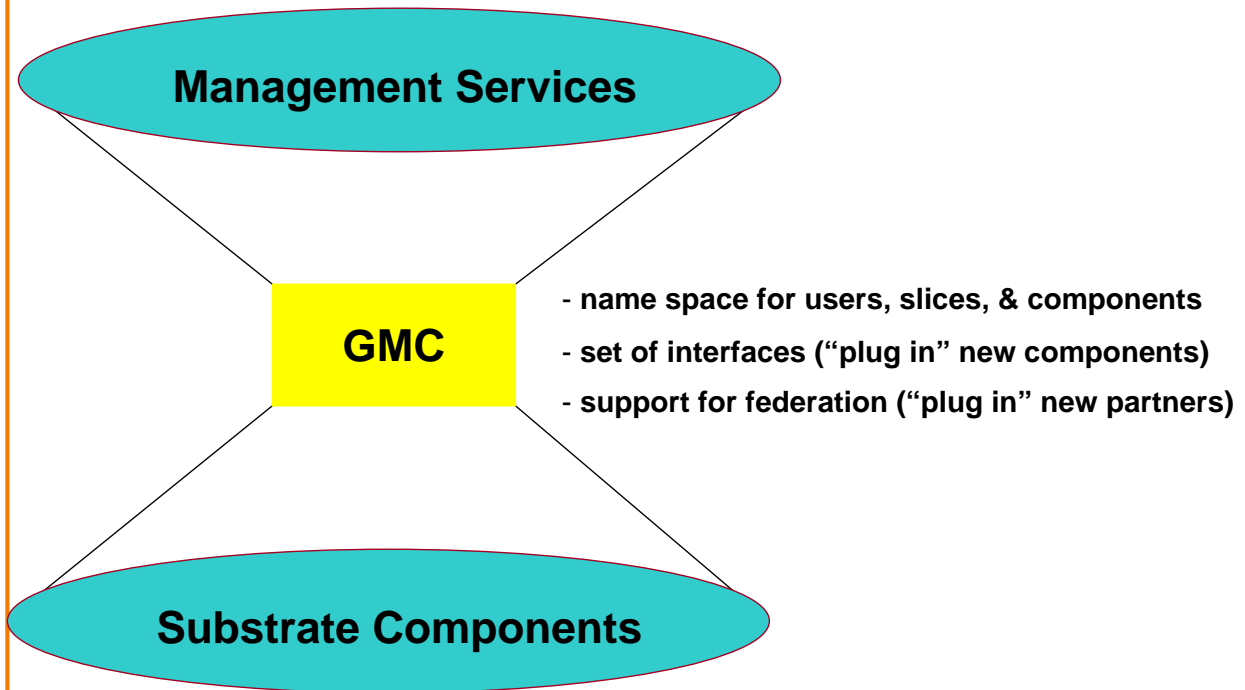 Management Services
GMC
- name space for users, slices, & components
- set of interfaces (“plug in” new components)
- support for federation (“plug in” new partners)
Substrate Components